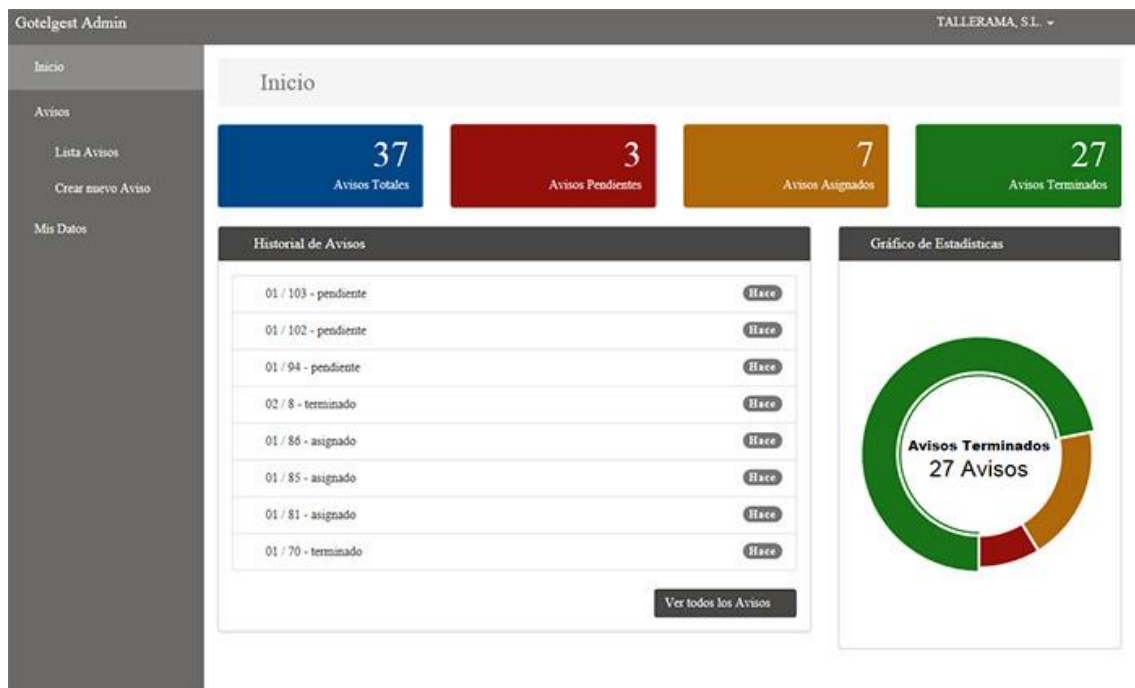 Gotelgest Admin
TALLERAMA, S.L.
Inicio
Avisos
Lista Avisos
Crear nuevo Aviso
Mis Datos
Inicio
37
Avisos Totales
3
Avisos Pendientes
7
Avisos Asignados
27
Avisos Terminados
Historial de Avisos
01 / 103 - pendiente Hace
01 / 102 - pendiente Hace
01 / 94 - pendiente Hace
02 / 8 - terminado Hace
01 / 86 - asignado Hace
01 / 85 - asignado Hace
01 / 81 - asignado Hace
01 / 70 - terminado Hace
Ver todos los Avisos
Gráfico de Estadísticas
Avisos Terminados
27 Avisos